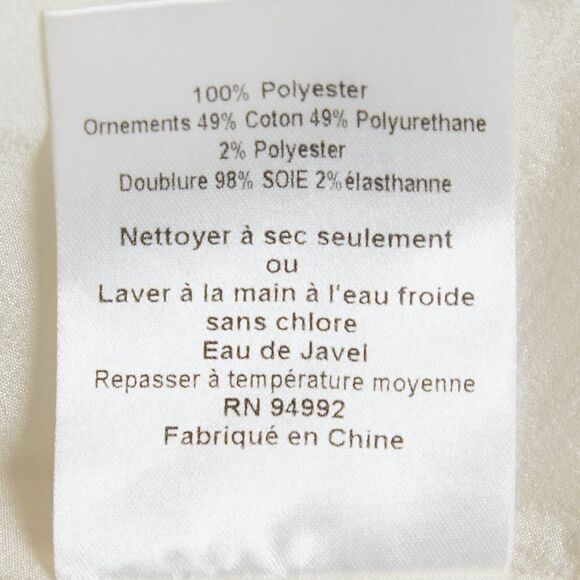 100% Polyester
Ornements 49% Coton 49% Polyurethane
2% Polyester
Doublure 98% SOIE 2% élasthanne
Nettoyer à sec seulement
ou
Laver à la main à l'eau froide
sans chlore
Eau de Javel
Repasser à température moyenne
RN 94992
Fabriqué en Chine